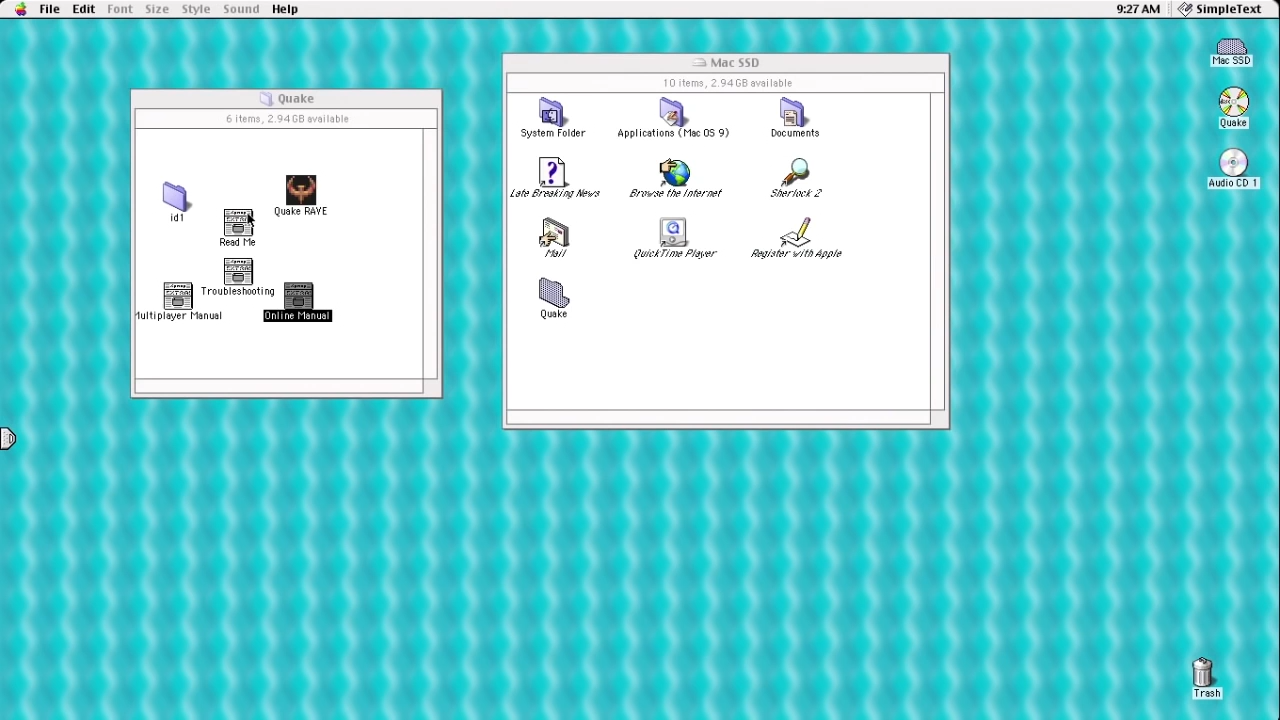 File Edit Font Size Style Sound Help 9:27 AM SimpleText
Quake
6 items, 2.94 GB available
id1
Quake RAVE
Read Me
Troubleshooting
Multiplayer Manual
Online Manual
Mac SSD
10 items, 2.94 GB available
System Folder
Applications (Mac OS 9)
Documents
Late Breaking News
Browse the Internet
Sherlock 2
Mail
QuickTime Player
Register with Apple
Quake
Mac SSD
Quake
Audio CD 1
Trash